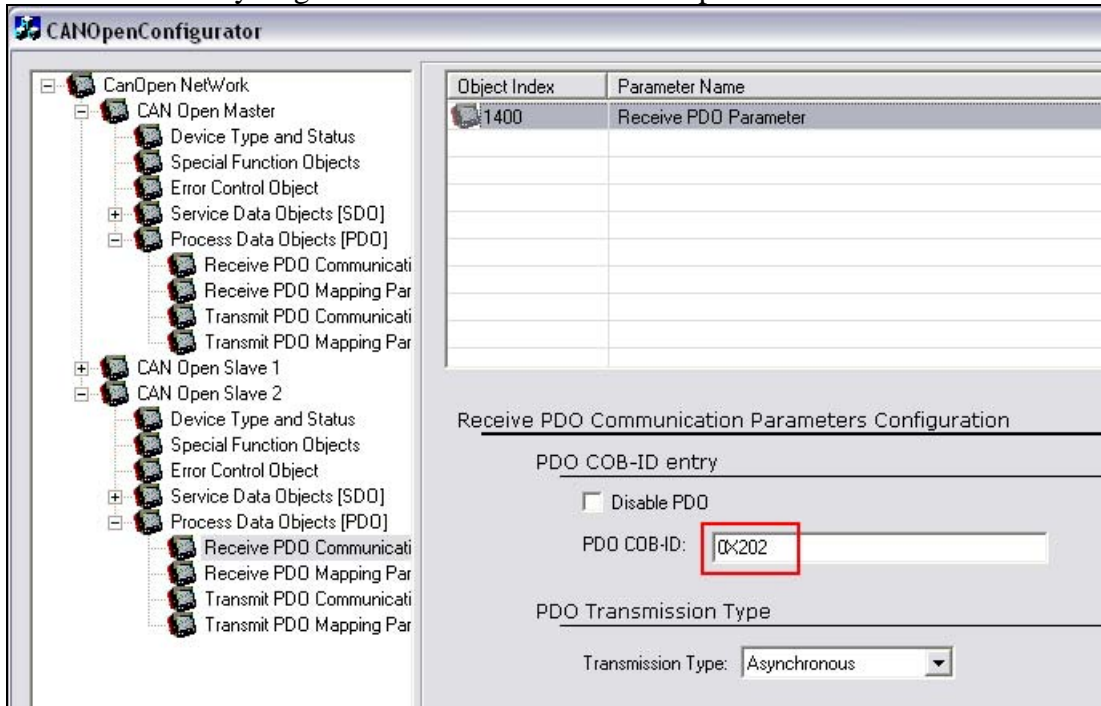 CANOpenConfigurator
CanOpen NetWork
CAN Open Master
Device Type and Status
Special Function Objects
Error Control Object
Service Data Objects [SDO]
Process Data Objects [PDO]
Receive PDO Communicati
Receive PDO Mapping Par
Transmit PDO Communicati
Transmit PDO Mapping Par
CAN Open Slave 1
CAN Open Slave 2
Device Type and Status
Special Function Objects
Error Control Object
Service Data Objects [SDO]
Process Data Objects [PDO]
Receive PDO Communicati
Receive PDO Mapping Par
Transmit PDO Communicati
Transmit PDO Mapping Par
Object Index Parameter Name
1400 Receive PDO Parameter
Receive PDO Communication Parameters Configuration
PDO COB-ID entry
Disable PDO
PDO COB-ID: 0X202
PDO Transmission Type
Transmission Type: Asynchronous